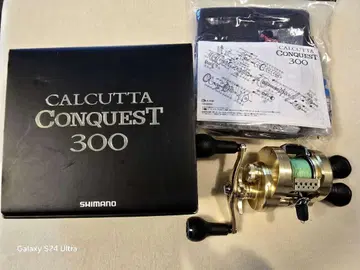 CALCUTTA
CONQUEST
300
SHIMANO
CALCUTTA
CONQUEST
300
Galaxy S24 Ultra